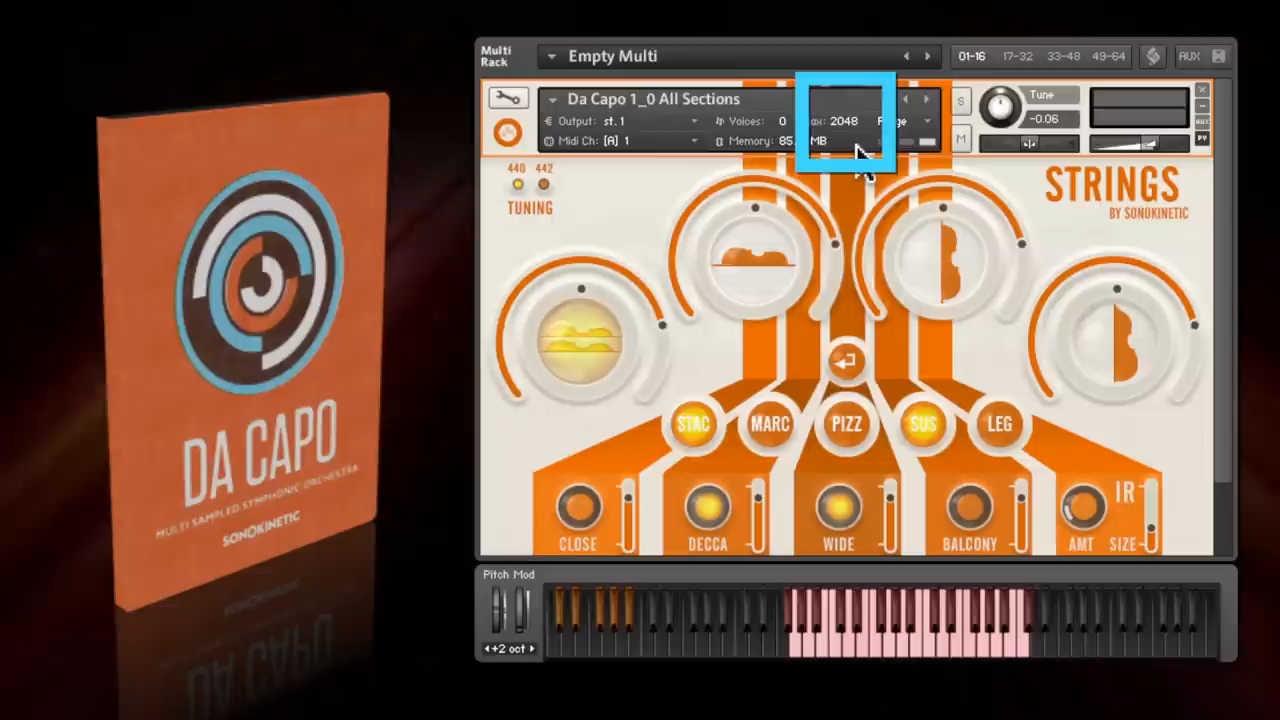 Multi
Rack
Empty Multi
01-16 17-32 33-48 49-64
AUX
Da Capo 1_0 All Sections
Output: st.1
Voices: 0
ax: 2048
Midi Ch: [A] 1
Memory: 85.
MB
S
M
Tune
-0.06
AUX
PV
440 442
TUNING
STRINGS
BY SONOKINETIC
STAC
MARC
PIZZ
SUS
LEG
CLOSE
DECCA
WIDE
BALCONY
IR
AMT
SIZE
Pitch Mod
+2 oct
DA CAPO
MULTI SAMPLED SYMPHONIC ORCHESTRA
SONOKINETIC